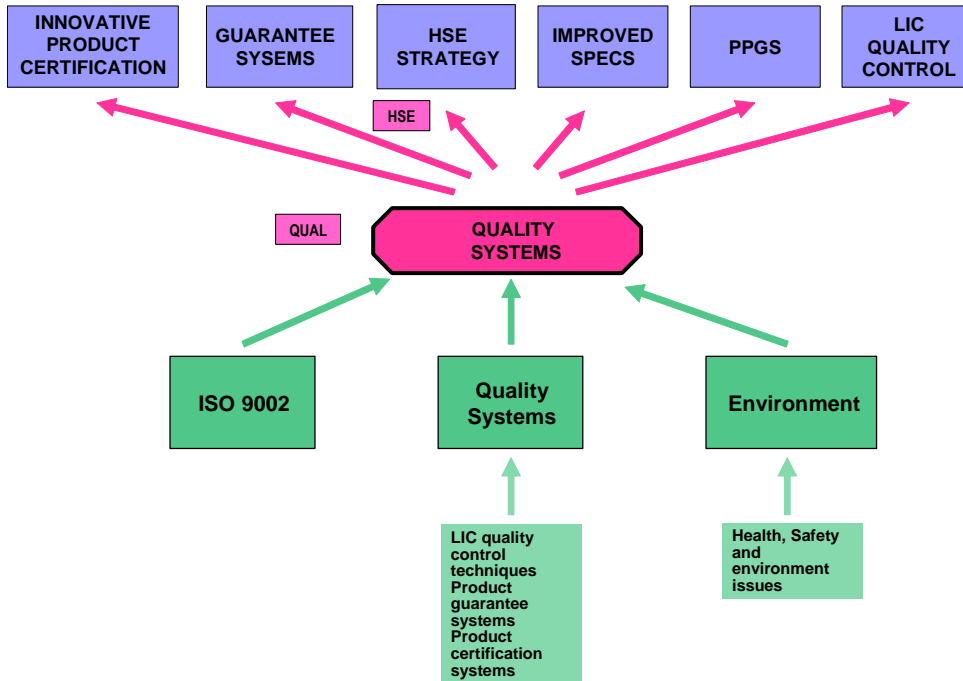 INNOVATIVE
PRODUCT
CERTIFICATION
GUARANTEE
SYSEMS
HSE
STRATEGY
IMPROVED
SPECS
PPGS
LIC
QUALITY
CONTROL
HSE
QUAL
QUALITY
SYSTEMS
ISO 9002
Quality
Systems
Environment
LIC quality
control
techniques
Product
guarantee
systems
Product
certification
systems
Health, Safety
and
environment
issues